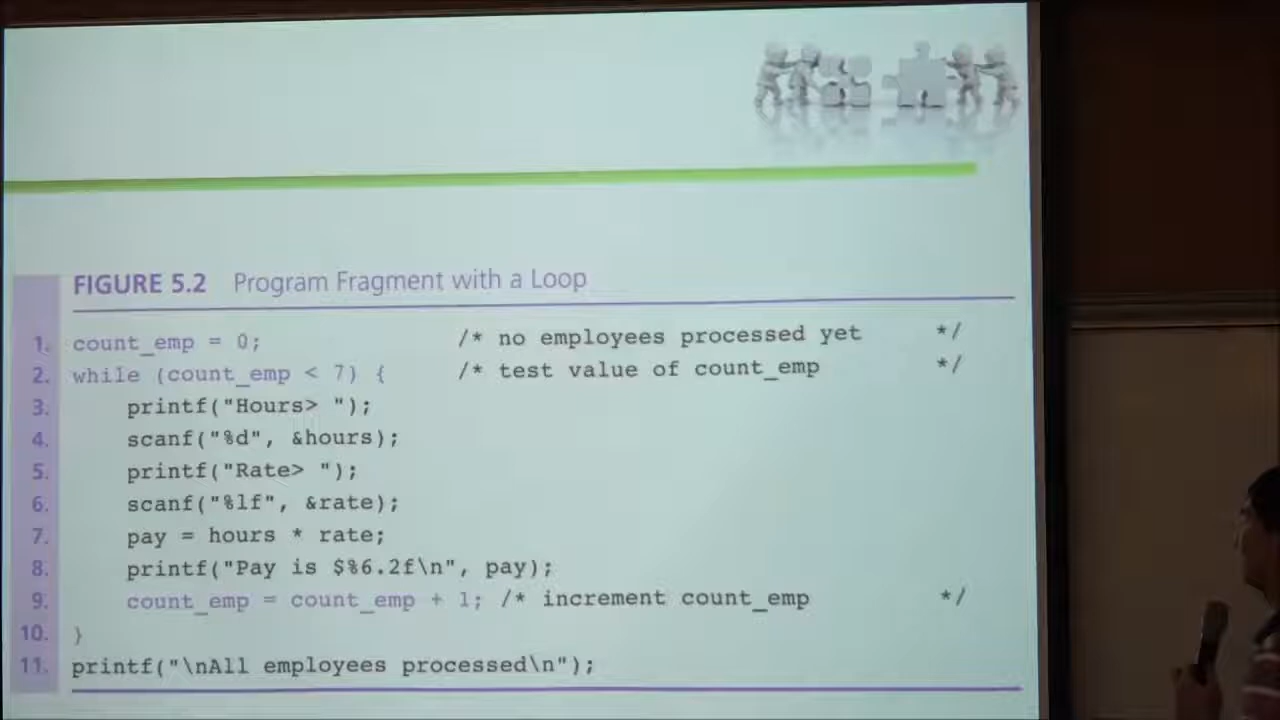 FIGURE 5.2 Program Fragment with a Loop
1. count_emp = 0; /* no employees processed yet */
2. while (count_emp < 7) { /* test value of count_emp */
3. printf("Hours> ");
4. scanf("%d", &hours);
5. printf("Rate> ");
6. scanf("%lf", &rate);
7. pay = hours * rate;
8. printf("Pay is $%6.2f\n", pay);
9. count_emp = count_emp + 1; /* increment count_emp */
10. }
11. printf("\nAll employees processed\n");